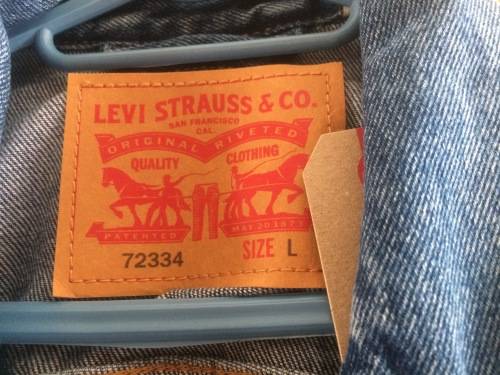 LEVI STRAUSS & CO.
SAN FRANCISCO
CAL.
ORIGINAL RIVETED
QUALITY CLOTHING
PATENTED MAY 20 1873
72334 SIZE L